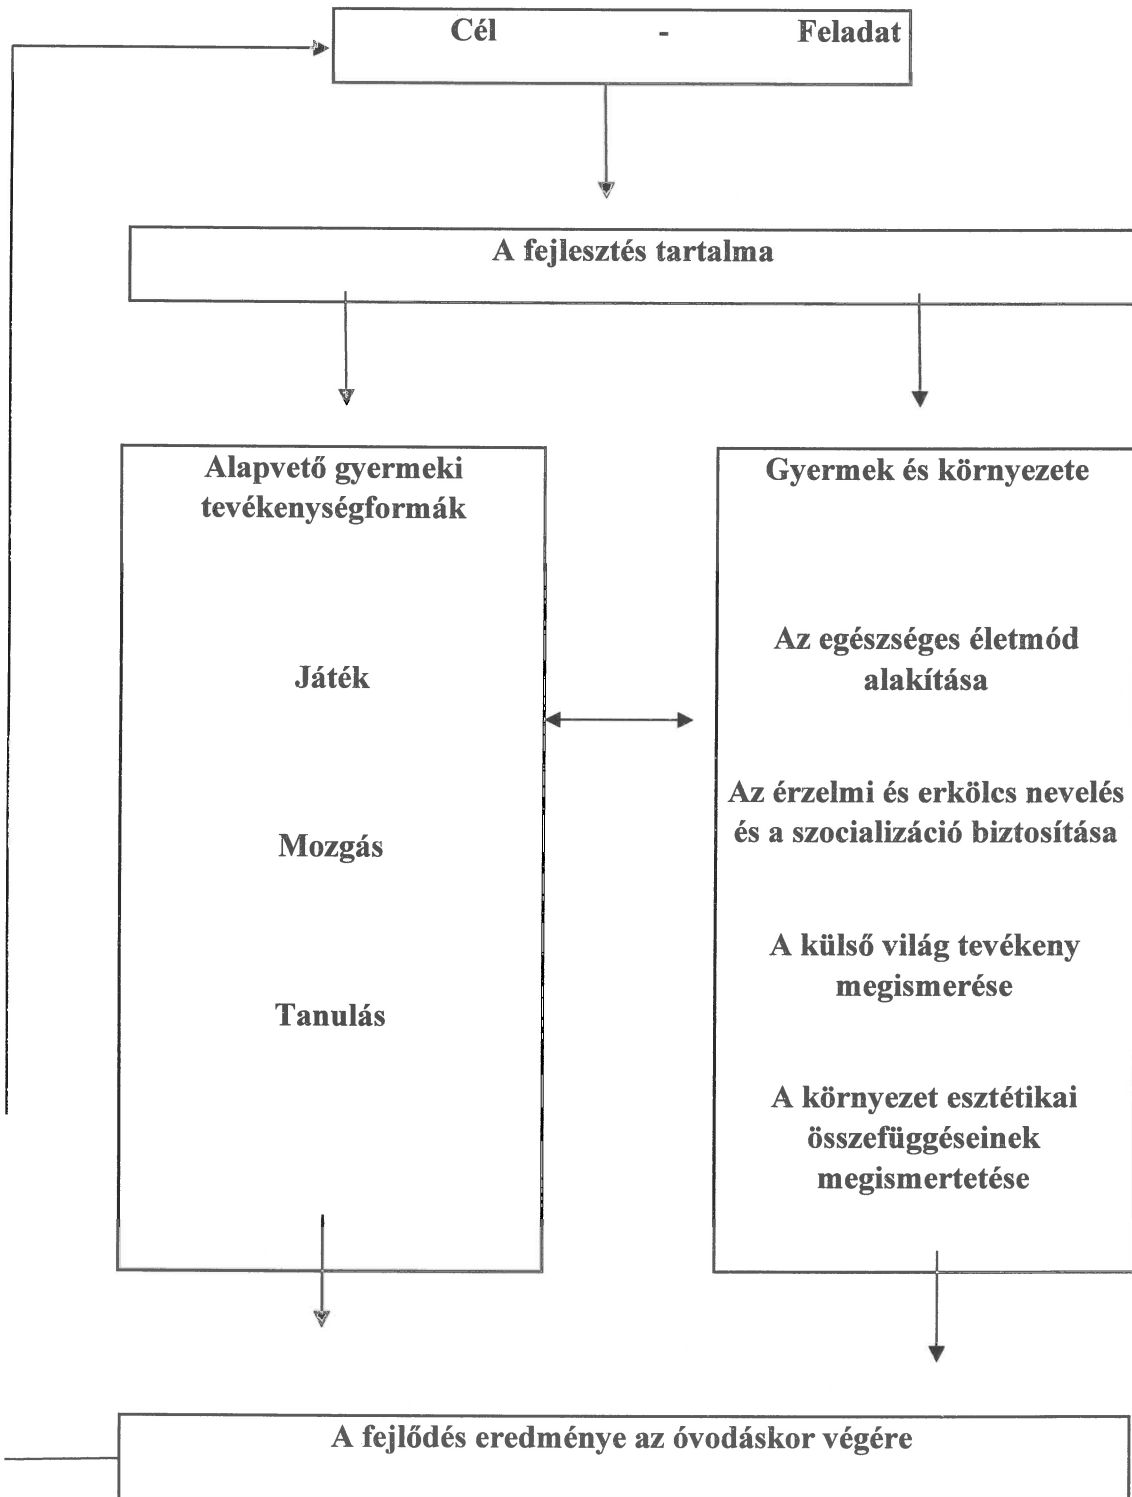 Cél - Feladat
A fejlesztés tartalma
Alapvető gyermeki
tevékenységformák
Játék
Mozgás
Tanulás
Gyermek és környezete
Az egészséges életmód
alakítása
Az érzelmi és erkölcs nevelés
és a szocializáció biztosítása
A külső világ tevékeny
megismerése
A környezet esztétikai
összefüggéseinek
megismertetése
A fejlődés eredménye az óvodáskor végére